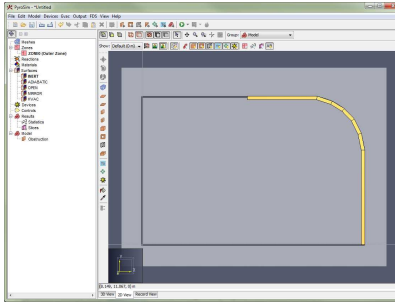 PyroSim - *Untitled
File Edit Model Devices Evac Output FDS View Help
Group: Model
Show: Default
Meshes
Zones
ZONE0 (Outer Zone)
Reactions
Materials
Surfaces
INERT
ADIABATIC
OPEN
MIRROR
HVAC
Devices
Controls
Results
Statistics
Slices
Model
Obstruction
3D View 2D View Record View